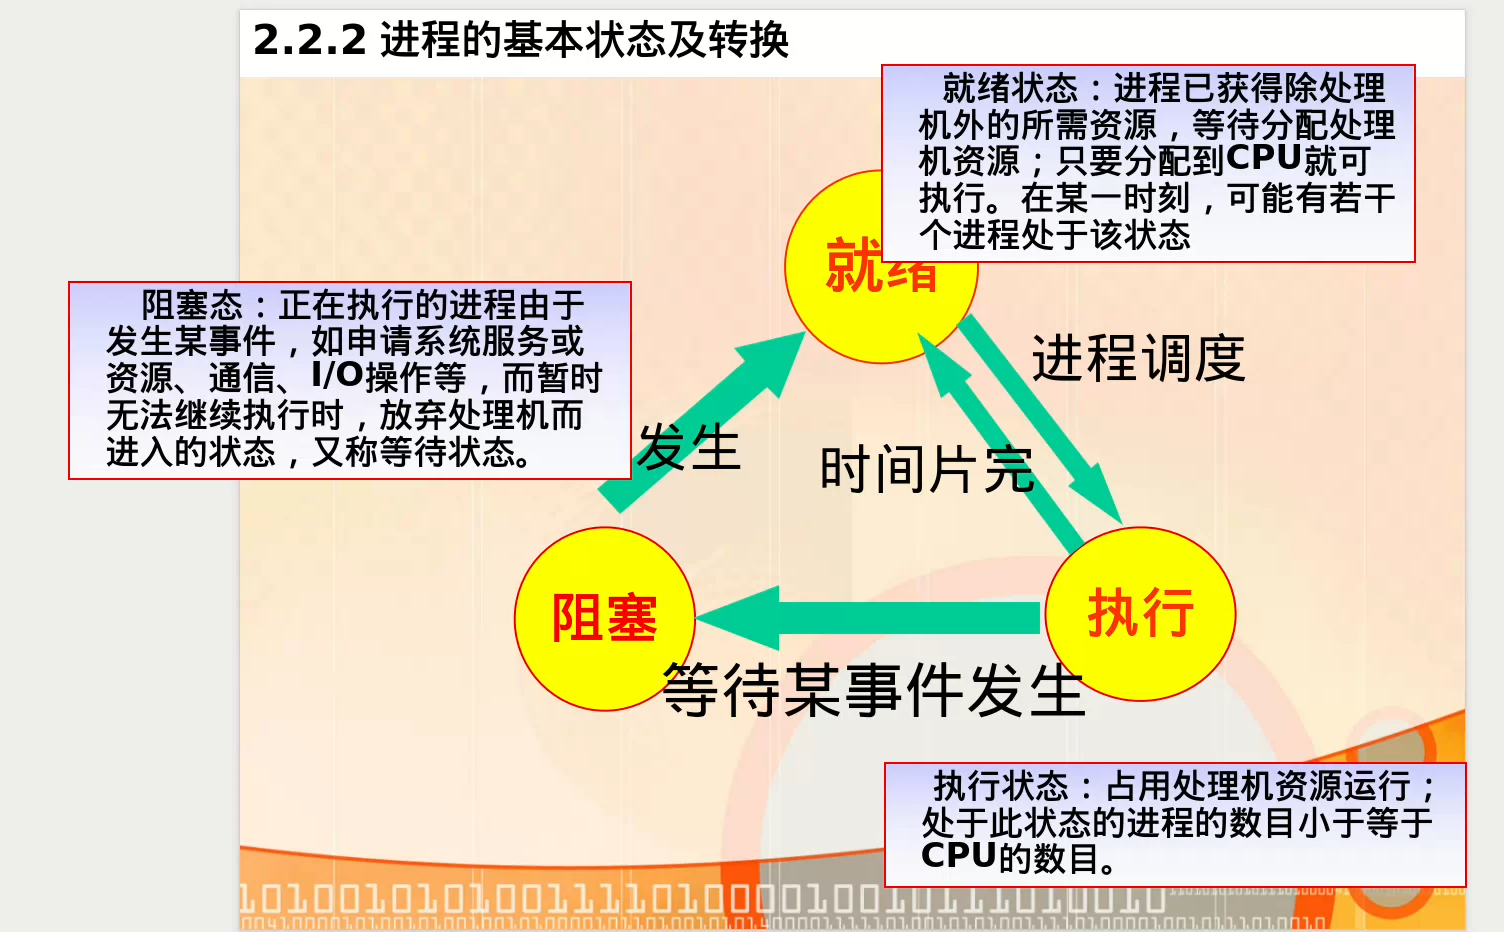 2.2.2 进程的基本状态及转换
就绪状态：进程已获得除处理
机外的所需资源，等待分配处理
机资源；只要分配到CPU就可
执行。在某一时刻，可能有若干
个进程处于该状态
就绪
阻塞态：正在执行的进程由于
发生某事件，如申请系统服务或
资源、通信、I/O操作等，而暂时
无法继续执行时，放弃处理机而
进入的状态，又称等待状态。
进程调度
发生
时间片完
阻塞
执行
等待某事件发生
执行状态：占用处理机资源运行；
处于此状态的进程的数目小于等于
CPU的数目。